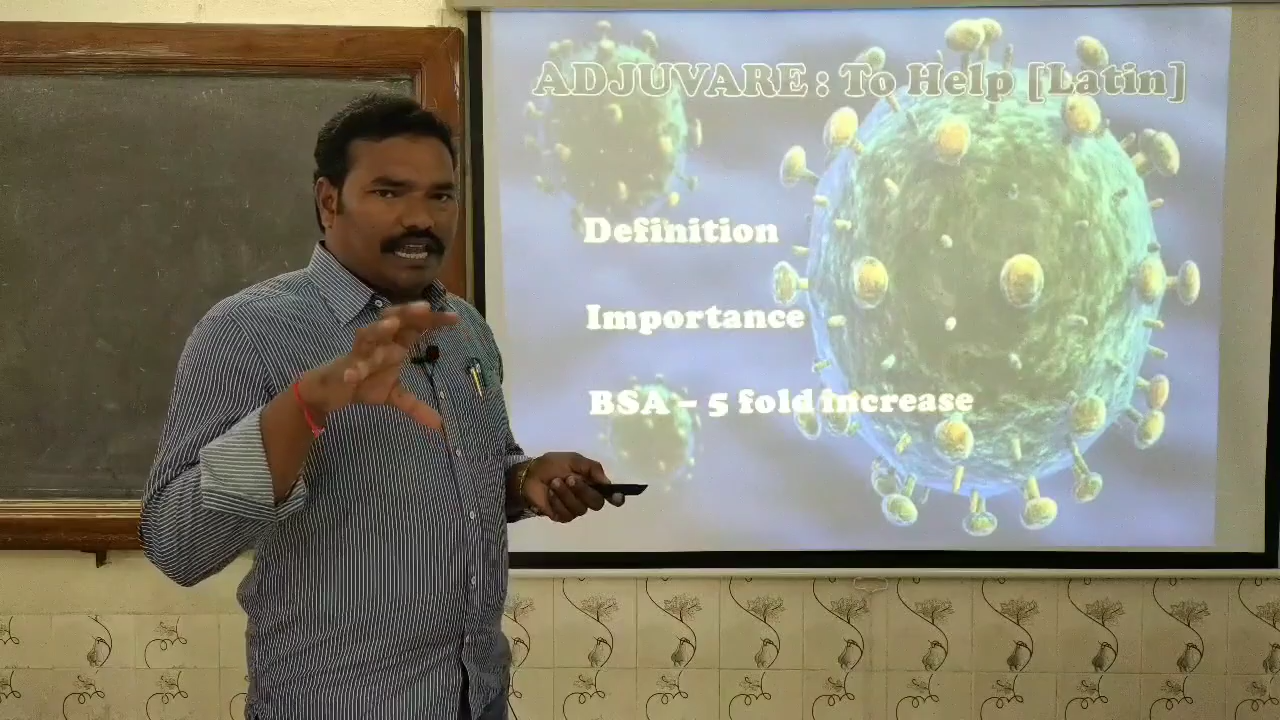 ADJUVARE : To Help [Latin]
Definition
Importance
BSA – 5 fold increase